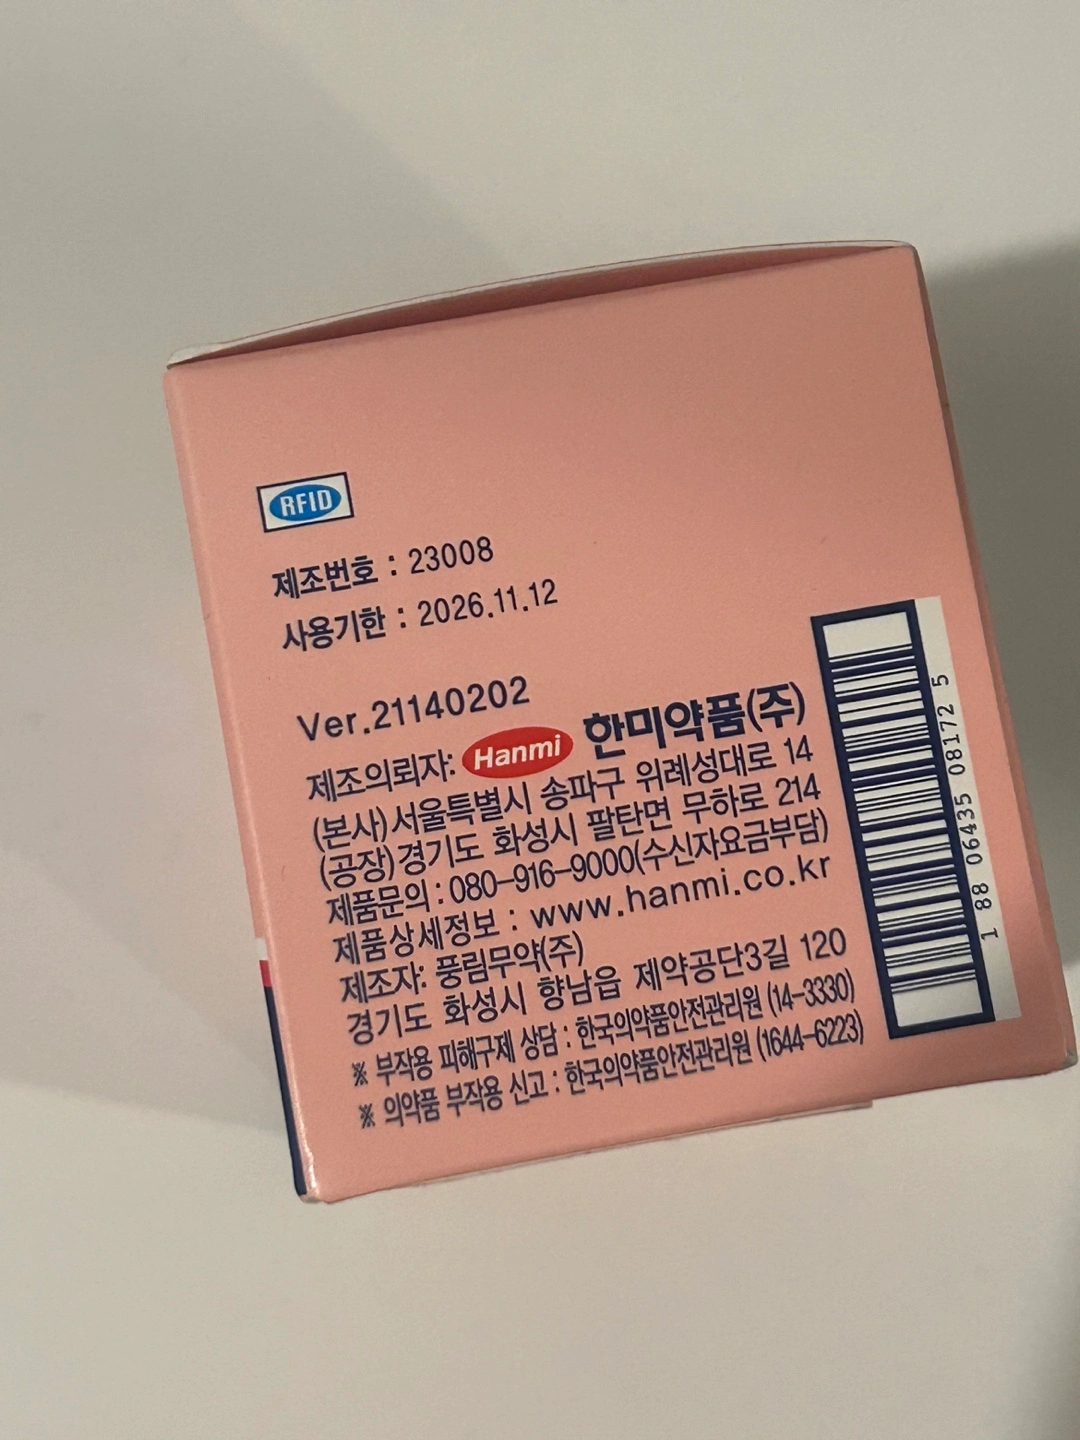 RFID
제조번호 : 23008
사용기한 : 2026.11.12
Ver.21140202
제조의뢰자: Hanmi 한미약품(주)
(본사)서울특별시 송파구 위례성대로 14
(공장)경기도 화성시 팔탄면 무하로 214
제품문의 : 080-916-9000(수신자요금부담)
제품상세정보 : www.hanmi.co.kr
제조자: 풍림무약(주)
경기도 화성시 향남읍 제약공단3길 120
※ 부작용 피해구제 상담 : 한국의약품안전관리원 (14-3330)
※ 의약품 부작용 신고 : 한국의약품안전관리원 (1644-6223)
1 88 06435 08172 5